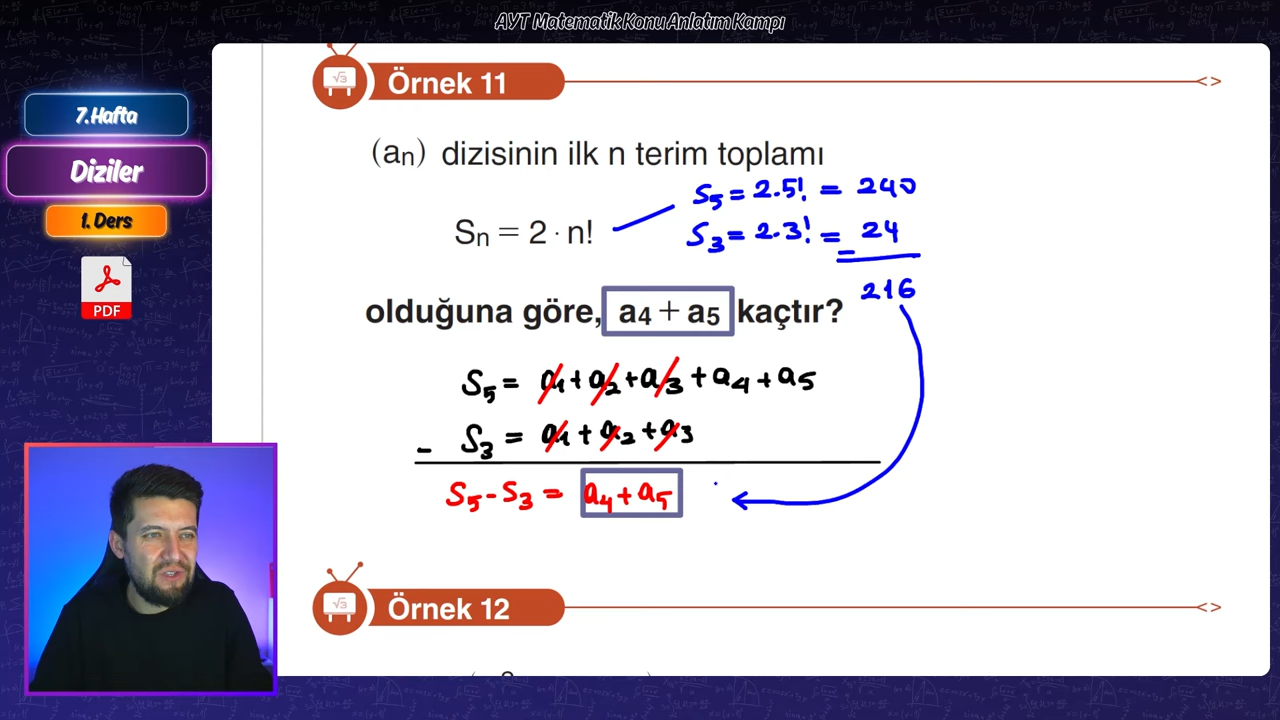 AYT Matematik Konu Anlatım Kampı
7.Hafta
Diziler
1. Ders
PDF
√3
Örnek 11
<>
(an) dizisinin ilk n terim toplamı
Sn = 2 · n!
S5 = 2.5! = 240
S3 = 2.3! = 24
-
216
olduğuna göre, a4 + a5 kaçtır?
S5 = a1 + a2 + a3 + a4 + a5
- S3 = a1 + a2 + a3
S5 - S3 = a4 + a5
√3
Örnek 12
<>